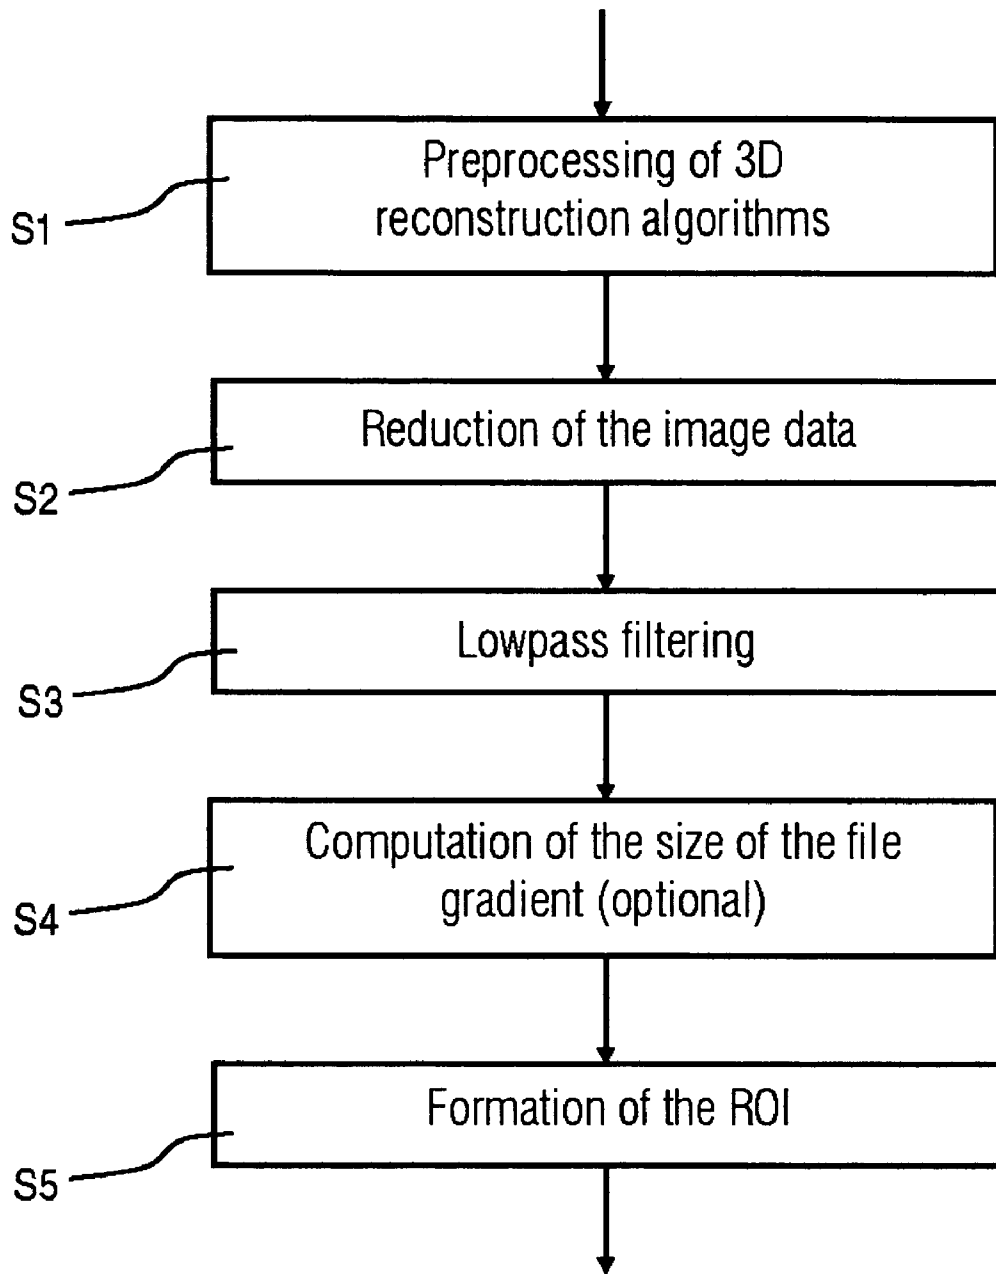 Preprocessing of 3D
reconstruction algorithms
S1
Reduction of the image data
S2
Lowpass filtering
S3
Computation of the size of the file
gradient (optional)
S4
Formation of the ROI
S5